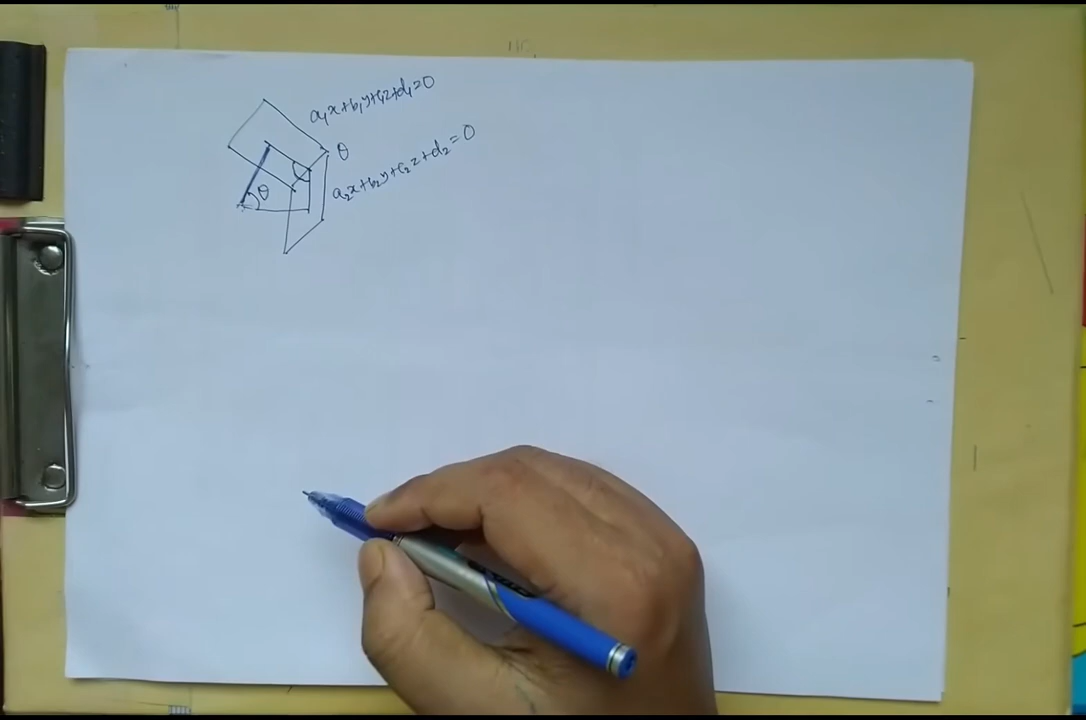 a₁x+b₁y+c₁z+d₁=0
θ
a₂x+b₂y+c₂z+d₂=0
θ